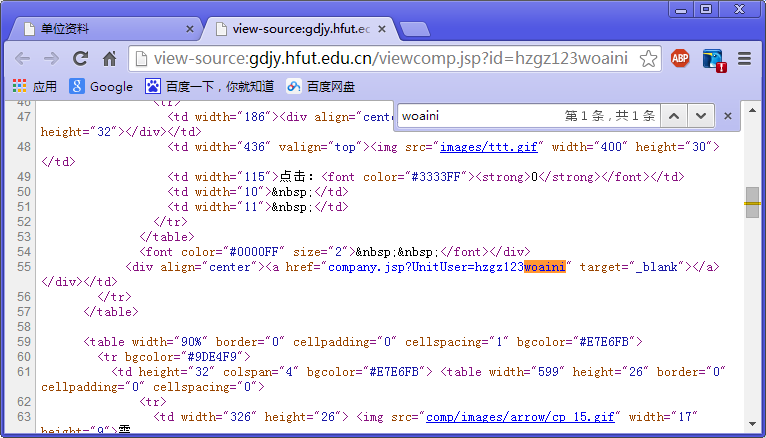 单位资料
view-source:gdjy.hfut.ec
view-source:gdjy.hfut.edu.cn/viewcomp.jsp?id=hzgz123woaini
ABP
1
应用 Google 百度一下，你就知道 百度网盘
woaini 第 1 条，共 1 条
46 <tr>
47 <td width="186"><div align="cente
height="32"></div></td>
48 <td width="436" valign="top"><img src="images/ttt.gif" width="400" height="30">
</td>
49 <td width="115">点击：<font color="#3333FF"><strong>0</strong></font></td>
50 <td width="10">&nbsp;</td>
51 <td width="11">&nbsp;</td>
52 </tr>
53 </table>
54 <font color="#0000FF" size="2">&nbsp;&nbsp;</font></div>
55 <div align="center"><a href="company.jsp?UnitUser=hzgz123woaini" target="_blank"></a>
</div></td>
56 </tr>
57 </table>
58
59 <table width="90%" border="0" cellpadding="0" cellspacing="1" bgcolor="#E7E6FB">
60 <tr bgcolor="#9DE4F9">
61 <td height="32" colspan="4" bgcolor="#E7E6FB"> <table width="599" height="26" border="0"
cellpadding="0" cellspacing="0">
62 <tr>
63 <td width="326" height="26"> <img src="comp/images/arrow/cp_15.gif" width="17"
height="9">